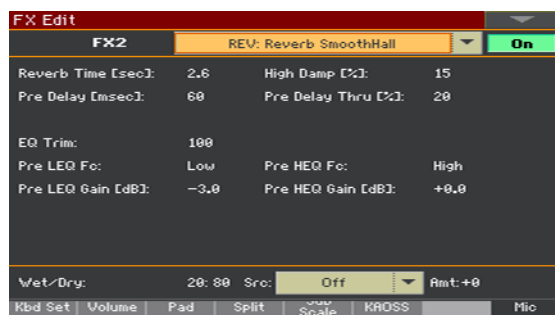 FX Edit
FX2 REV: Reverb SmoothHall On
Reverb Time [sec]: 2.6 High Damp [%]: 15
Pre Delay [msec]: 60 Pre Delay Thru [%]: 20
EQ Trim: 100
Pre LEQ Fc: Low Pre HEQ Fc: High
Pre LEQ Gain [dB]: -3.0 Pre HEQ Gain [dB]: +0.0
Wet/Dry: 20:80 Src: Off Amt:+0
Kbd Set Volume Pad Split Sub Scale KAOSS Mic